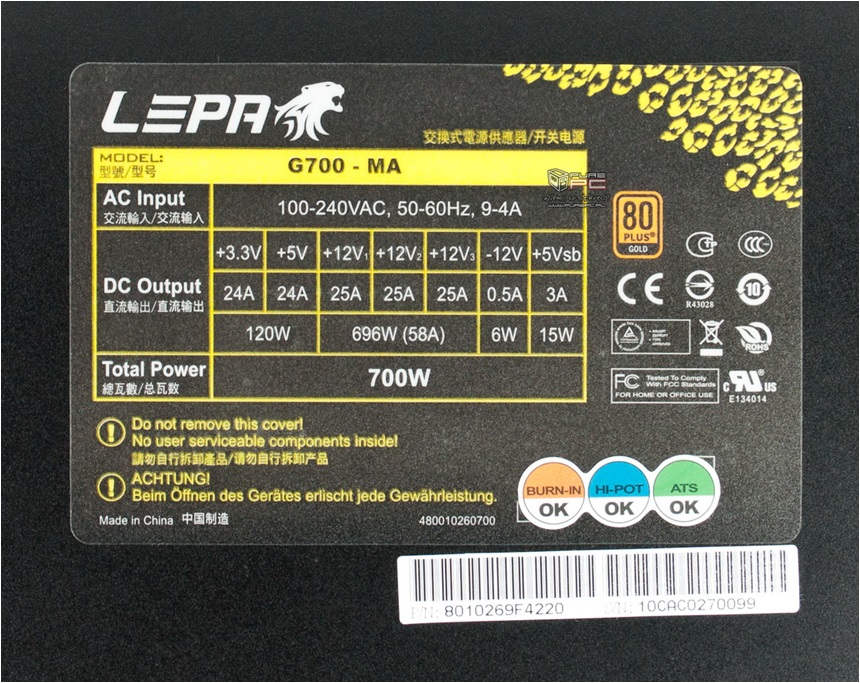 LEPA
交換式電源供應器/开关电源
MODEL:
型號/型号
G700 - MA
AC Input
交流輸入/交流输入
100-240VAC, 50-60Hz, 9-4A
DC Output
直流輸出/直流输出
+3.3V +5V +12V₁ +12V₂ +12V₃ -12V +5Vsb
24A 24A 25A 25A 25A 0.5A 3A
120W 696W (58A) 6W 15W
Total Power
總瓦數/总瓦数
700W
PURE PC
80
PLUS®
GOLD
CCC
CE
R43028
10
ROHS
FC Tested To Comply
With FCC Standards
FOR HOME OR OFFICE USE
c RU US
E134014
Do not remove this cover!
No user serviceable components inside!
請勿自行拆卸產品/请勿自行拆卸产品
ACHTUNG!
Beim Öffnen des Gerätes erlischt jede Gewährleistung.
Made in China 中国制造
480010260700
BURN-IN OK
HI-POT OK
ATS OK
P/N: 8010269F4220 S/N: 10CAC0270099